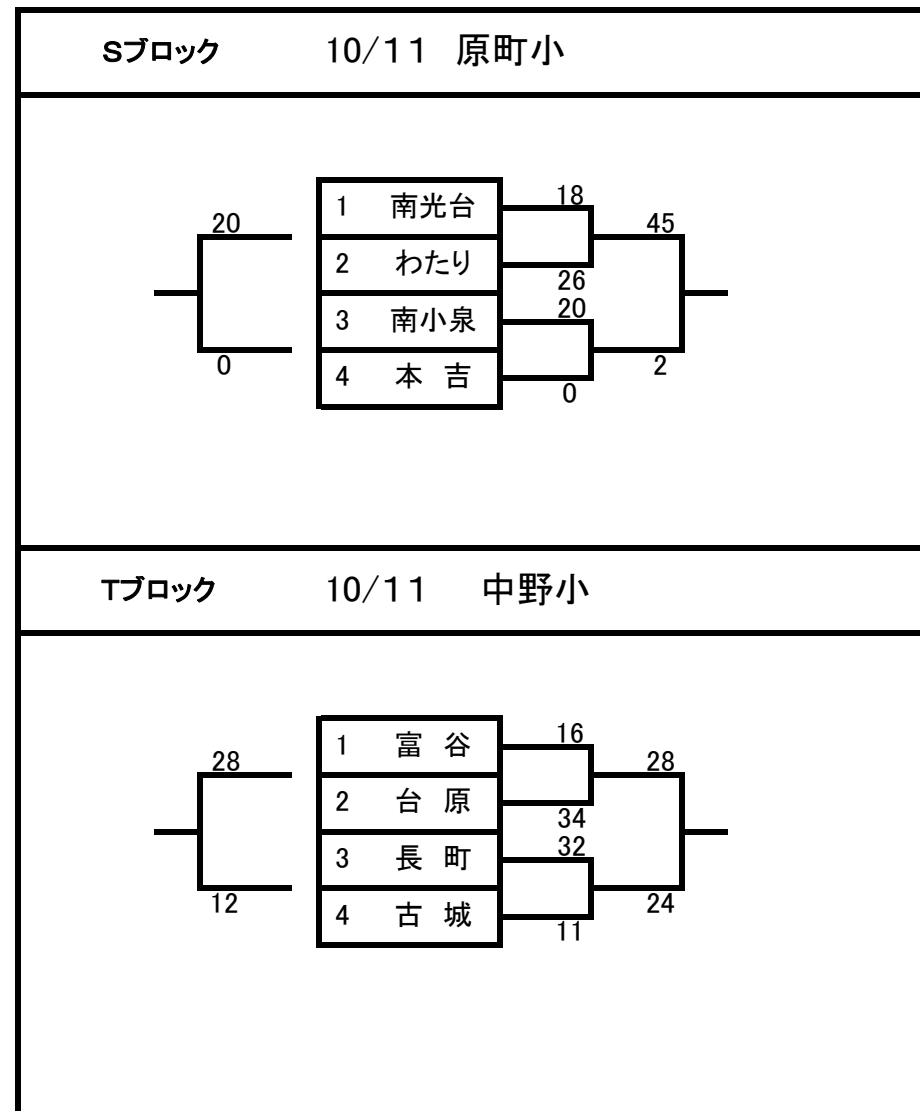 Sブロック 10/11 原町小
18
20 1 南光台 45
2 わたり
26
20
3 南小泉
0 4 本 吉 2
0
Tブロック 10/11 中野小
16
28 1 富 谷 28
2 台 原
34
32
3 長 町
12 4 古 城 24
11